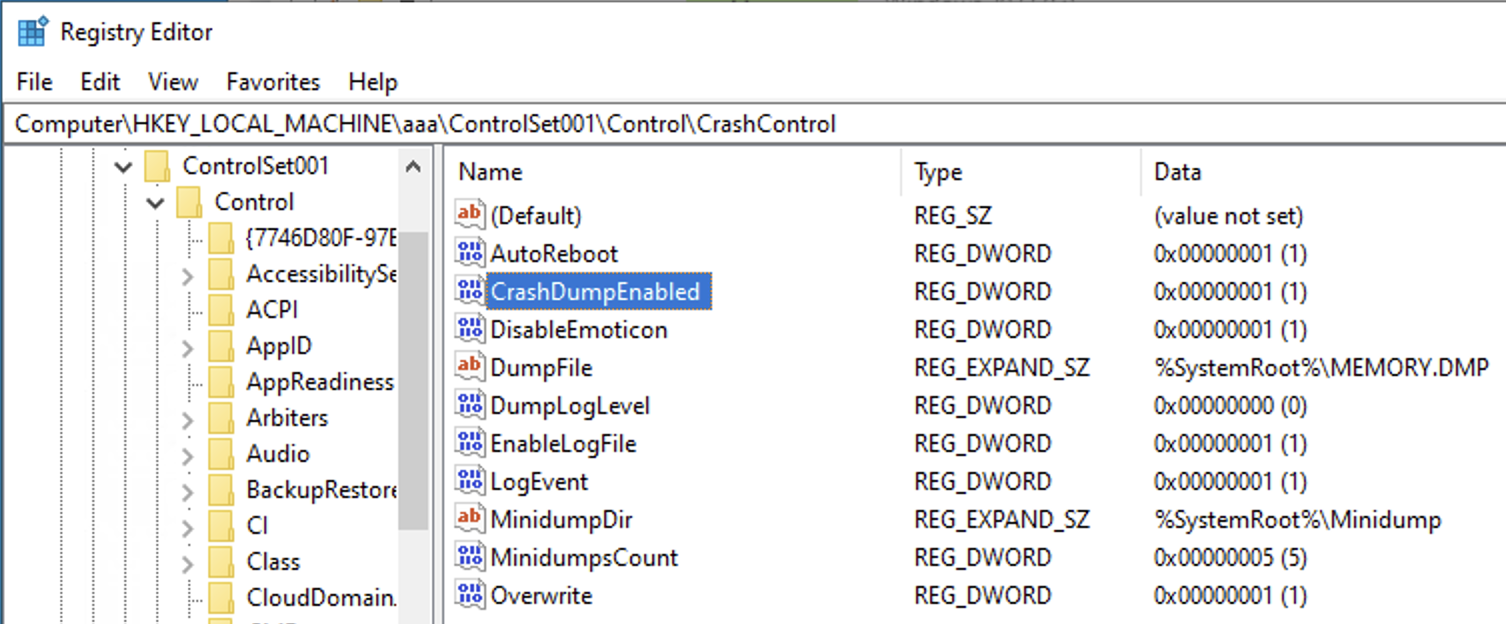 Registry Editor
File Edit View Favorites Help
Computer\HKEY_LOCAL_MACHINE\aaa\ControlSet001\Control\CrashControl
ControlSet001
Control
{7746D80F-97E
AccessibilitySe
ACPI
AppID
AppReadiness
Arbiters
Audio
BackupRestore
CI
Class
CloudDomain
Name Type Data
(Default) REG_SZ (value not set)
AutoReboot REG_DWORD 0x00000001 (1)
CrashDumpEnabled REG_DWORD 0x00000001 (1)
DisableEmoticon REG_DWORD 0x00000001 (1)
DumpFile REG_EXPAND_SZ %SystemRoot%\MEMORY.DMP
DumpLogLevel REG_DWORD 0x00000000 (0)
EnableLogFile REG_DWORD 0x00000001 (1)
LogEvent REG_DWORD 0x00000001 (1)
MinidumpDir REG_EXPAND_SZ %SystemRoot%\Minidump
MinidumpsCount REG_DWORD 0x00000005 (5)
Overwrite REG_DWORD 0x00000001 (1)